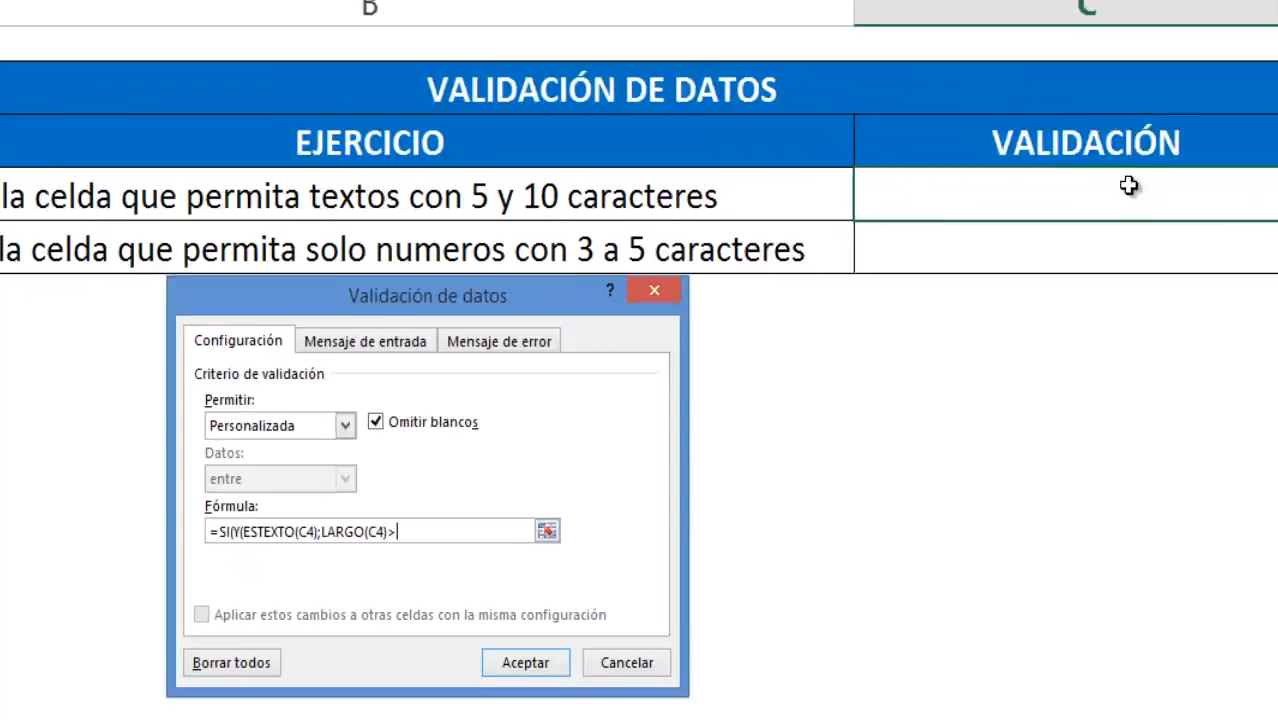 B C
VALIDACIÓN DE DATOS
EJERCICIO VALIDACIÓN
la celda que permita textos con 5 y 10 caracteres
la celda que permita solo numeros con 3 a 5 caracteres
Validación de datos ?
Configuración Mensaje de entrada Mensaje de error
Criterio de validación
Permitir:
Personalizada Omitir blancos
Datos:
entre
Fórmula:
=SI(Y(ESTEXTO(C4);LARGO(C4)>
Aplicar estos cambios a otras celdas con la misma configuración
Borrar todos Aceptar Cancelar